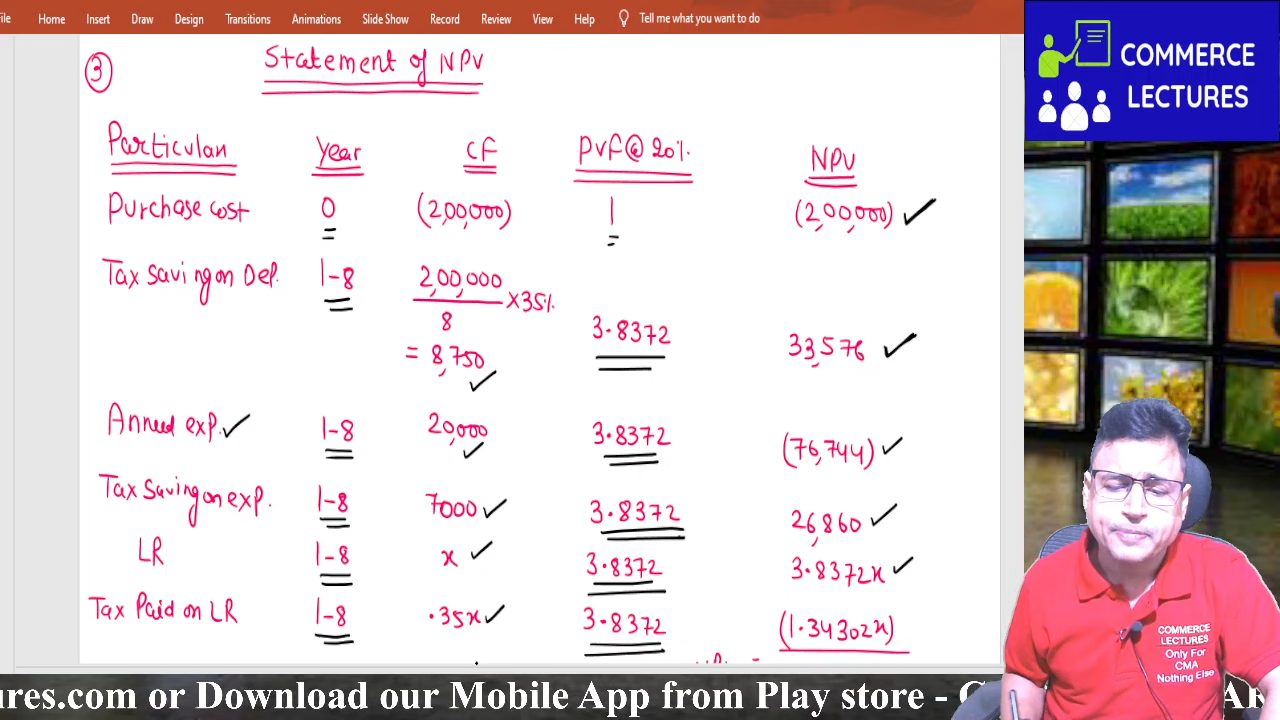 File Home Insert Draw Design Transitions Animations Slide Show Record Review View Help Tell me what you want to do
COMMERCE
LECTURES
3 Statement of NPV
Particulars Year CF PVF@20% NPV
Purchase cost 0 (2,00,000) 1 (2,00,000)
Tax Saving on Dep. 1-8 2,00,000
8 ×35%
= 8,750 3.8372 33,576
Annual exp. 1-8 20,000 3.8372 (76,744)
Tax Saving on exp. 1-8 7000 3.8372 26,860
LR 1-8 x 3.8372 3.8372x
Tax Paid on LR 1-8 .35x 3.8372 (1.34302x)
COMMERCE
LECTURES
Only For
CMA
Nothing Else
ures.com or Download our Mobile App from Play store -